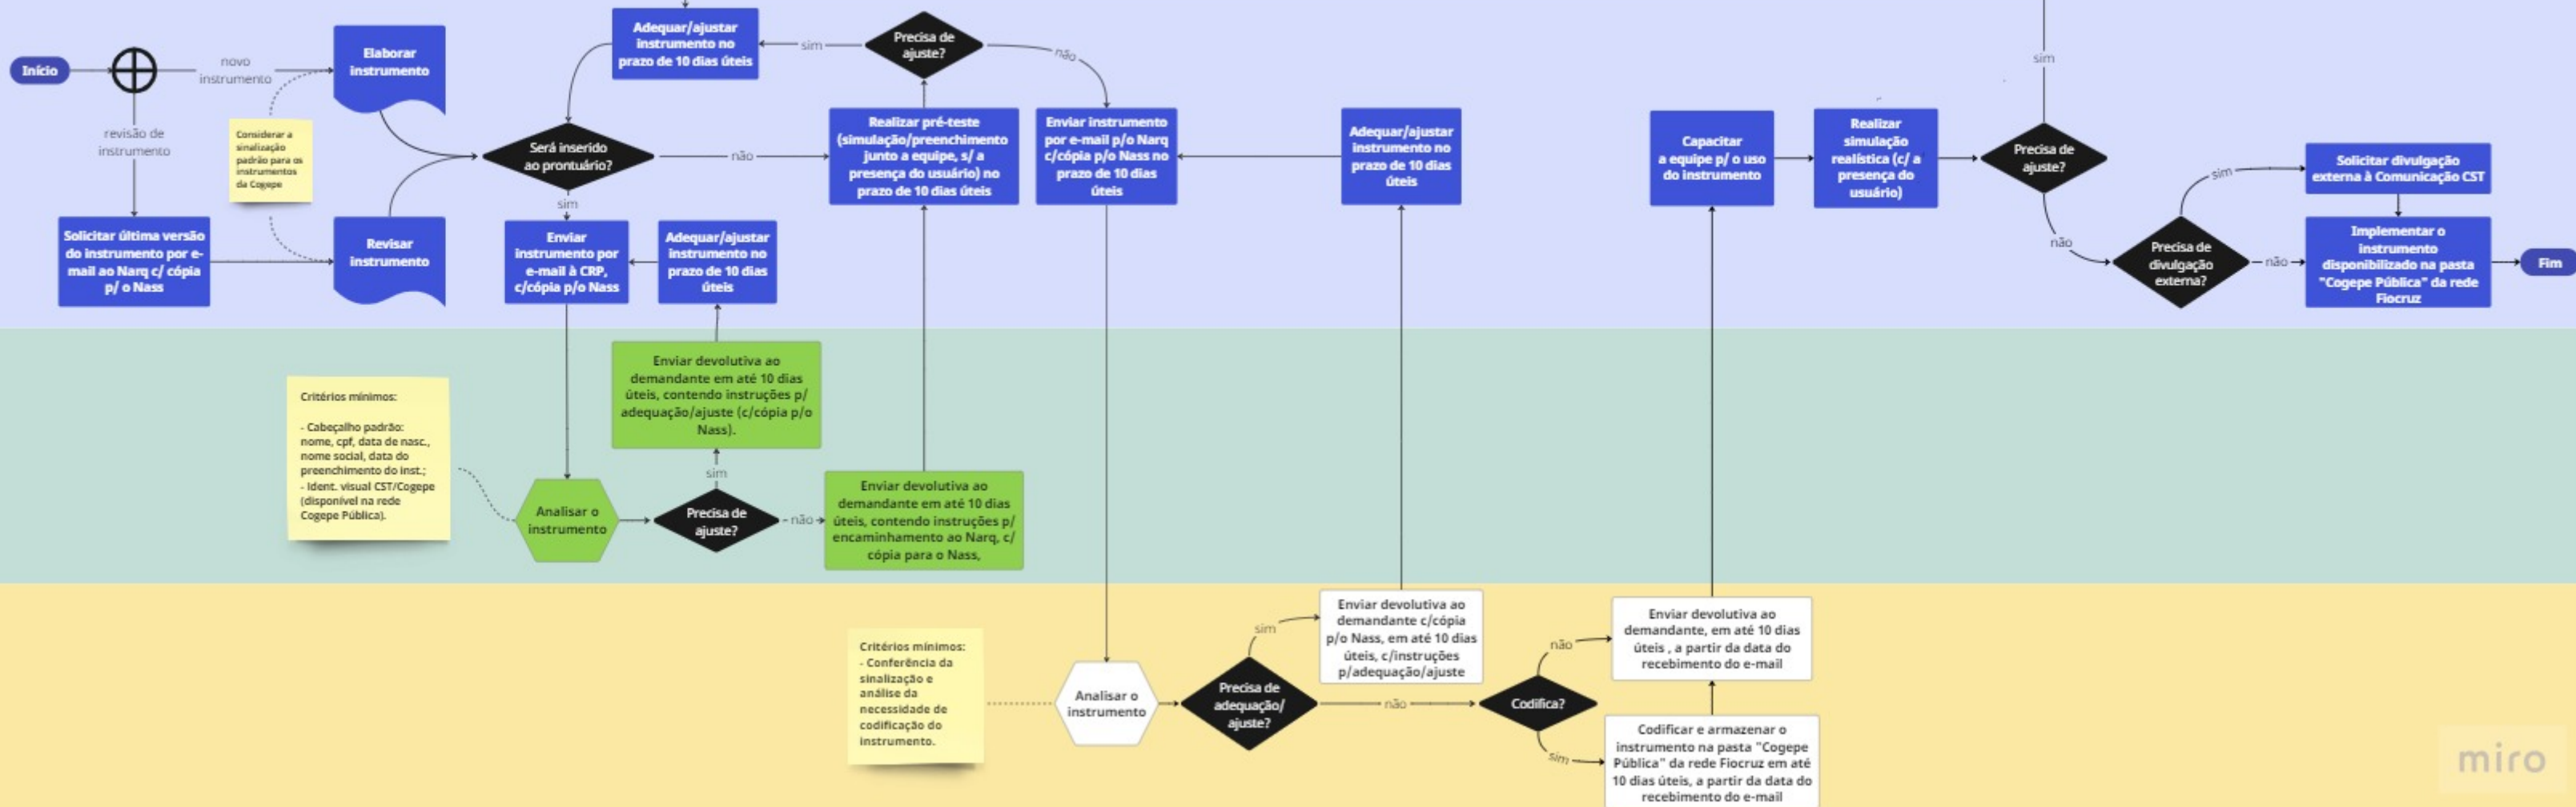 Início
novo
instrumento
revisão de
instrumento
Elaborar
instrumento
Considerar a
sinalização
padrão para os
instrumentos
da Cogepe
Solicitar última versão
do instrumento por e-
mail ao Narq c/ cópia
p/ o Nass
Revisar
instrumento
Adequar/ajustar
instrumento no
prazo de 10 dias úteis
sim
Precisa de
ajuste?
não
Será inserido
ao prontuário?
não
sim
Realizar pré-teste
(simulação/preenchimento
junto a equipe, s/ a
presença do usuário) no
prazo de 10 dias úteis
Enviar instrumento
por e-mail p/o Narq
c/cópia p/o Nass no
prazo de 10 dias
úteis
Adequar/ajustar
instrumento no
prazo de 10 dias
úteis
Enviar
instrumento por
e-mail à CRP,
c/cópia p/o Nass
Adequar/ajustar
instrumento no
prazo de 10 dias
úteis
Capacitar
a equipe p/ o uso
do instrumento
Realizar
simulação
realística (c/ a
presença do
usuário)
sim
Precisa de
ajuste?
não
sim
Precisa de
divulgação
externa?
não
Solicitar divulgação
externa à Comunicação CST
Implementar o
instrumento
disponibilizado na pasta
"Cogepe Pública" da rede
Fiocruz
Fim
Critérios mínimos:
- Cabeçalho padrão:
nome, cpf, data de nasc.,
nome social, data do
preenchimento do inst.;
- Ident. visual CST/Cogepe
(disponível na rede
Cogepe Pública).
Enviar devolutiva ao
demandante em até 10 dias
úteis, contendo instruções p/
adequação/ajuste (c/cópia p/o
Nass).
sim
Analisar o
instrumento
Precisa de
ajuste?
não
Enviar devolutiva ao
demandante em até 10 dias
úteis, contendo instruções p/
encaminhamento ao Narq, c/
cópia para o Nass,
Critérios mínimos:
- Conferência da
sinalização e
análise da
necessidade de
codificação do
instrumento.
Analisar o
instrumento
Precisa de
adequação/
ajuste?
sim
Enviar devolutiva ao
demandante c/cópia
p/o Nass, em até 10 dias
úteis, c/instruções
p/adequação/ajuste
não
Codifica?
não
Enviar devolutiva ao
demandante, em até 10 dias
úteis , a partir da data do
recebimento do e-mail
sim
Codificar e armazenar o
instrumento na pasta "Cogepe
Pública" da rede Fiocruz em até
10 dias úteis, a partir da data do
recebimento do e-mail
miro